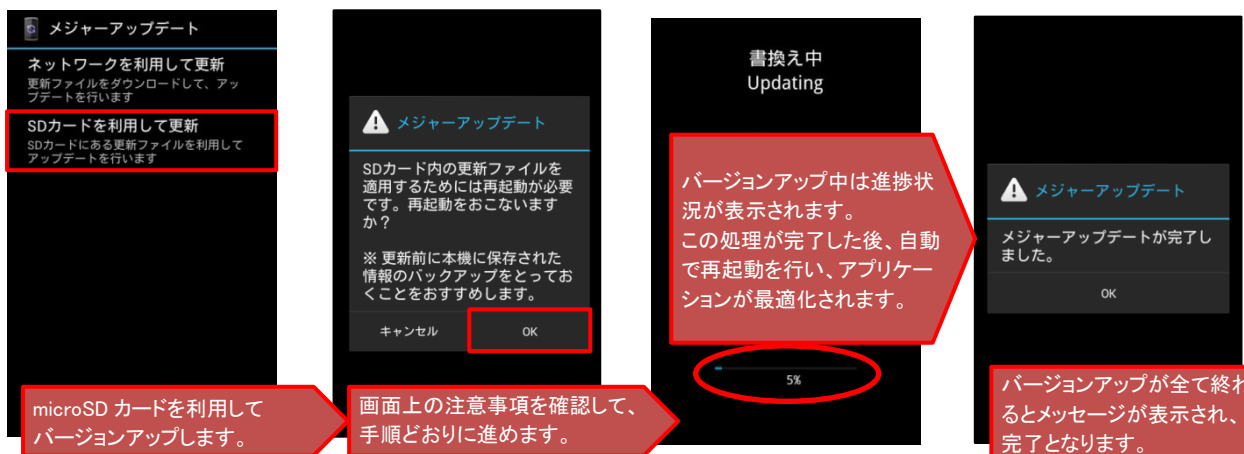 メジャーアップデート
ネットワークを利用して更新
更新ファイルをダウンロードして、アッ
プデートを行います
SDカードを利用して更新
SDカードにある更新ファイルを利用して
アップデートを行います
microSD カードを利用して
バージョンアップします。
メジャーアップデート
SDカード内の更新ファイルを
適用するためには再起動が必要
です。再起動をおこないます
か？
※ 更新前に本機に保存された
情報のバックアップをとってお
くことをおすすめします。
キャンセル
OK
画面上の注意事項を確認して、
手順どおりに進めます。
書換え中
Updating
バージョンアップ中は進捗状
況が表示されます。
この処理が完了した後、自動
で再起動を行い、アプリケー
ションが最適化されます。
5%
メジャーアップデート
メジャーアップデートが完了し
ました。
OK
バージョンアップが全て終わ
るとメッセージが表示され、
完了となります。